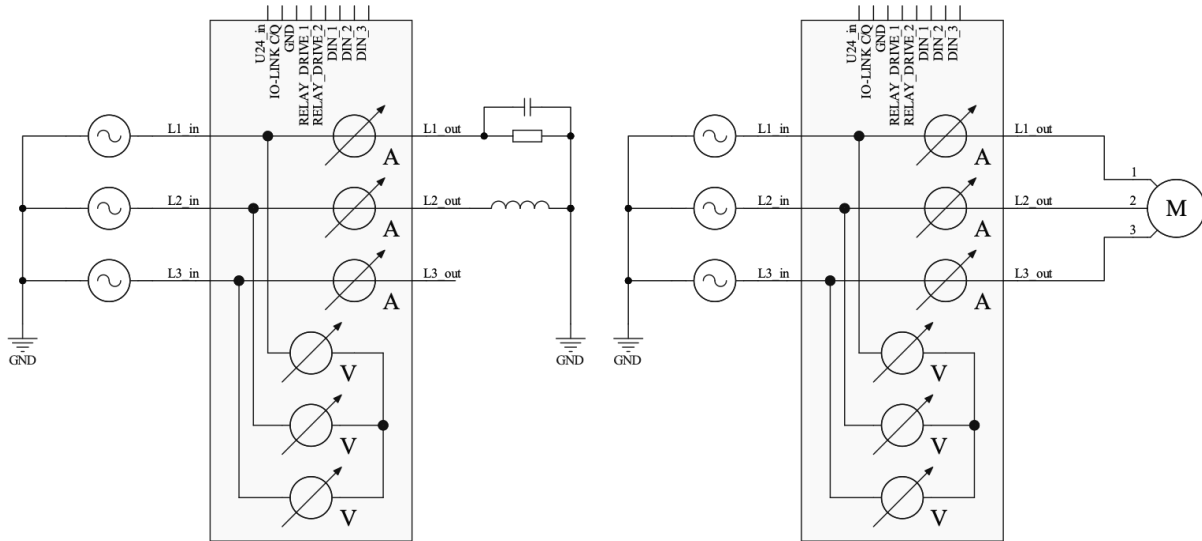 U24_in
IO-LINK C/Q
GND
RELAY_DRIVE_1
RELAY_DRIVE_2
DIN_1
DIN_2
DIN_3
L1_in
L1_out
A
L2_in
L2_out
A
L3_in
L3_out
A
GND
GND
V
V
V
U24_in
IO-LINK C/Q
GND
RELAY_DRIVE_1
RELAY_DRIVE_2
DIN_1
DIN_2
DIN_3
L1_in
L1_out
A
1
L2_in
L2_out
2
M
A
3
L3_in
L3_out
A
GND
V
V
V